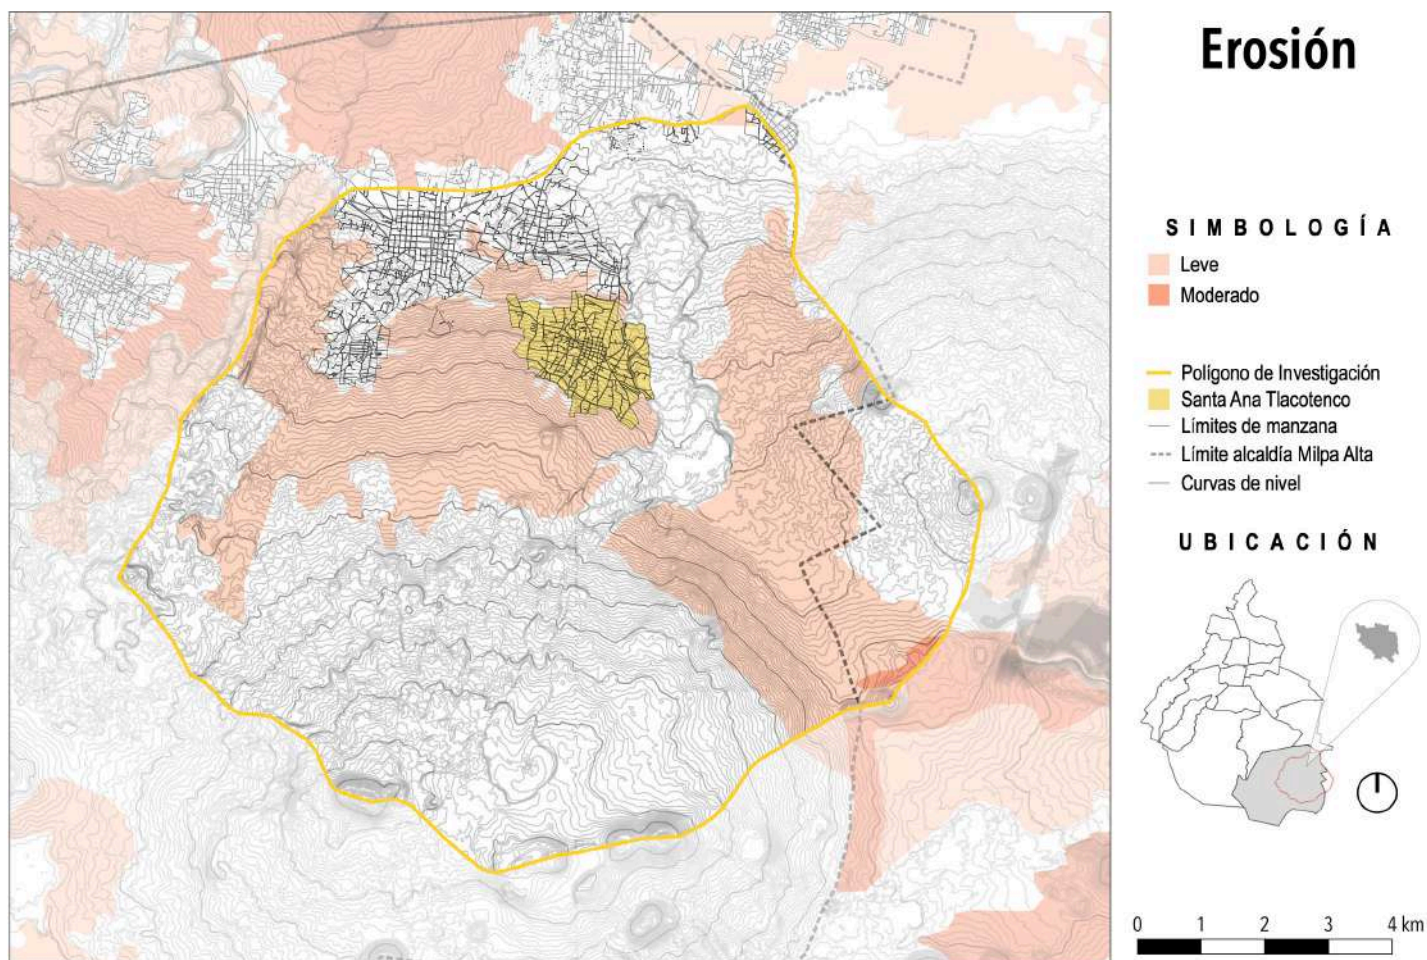 Erosión
SIMBOLOGÍA
Leve
Moderado
Polígono de Investigación
Santa Ana Tlacotenco
Límites de manzana
Límite alcaldía Milpa Alta
Curvas de nivel
UBICACIÓN
0 1 2 3 4 km